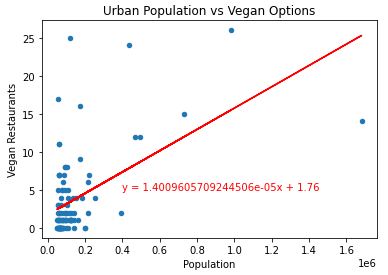 Urban Population vs Vegan Options
Vegan Restaurants
25
20
15
10
5
0
y = 1.4009605709244506e-05x + 1.76
0.0 0.2 0.4 0.6 0.8 1.0 1.2 1.4 1.6
1e6
Population